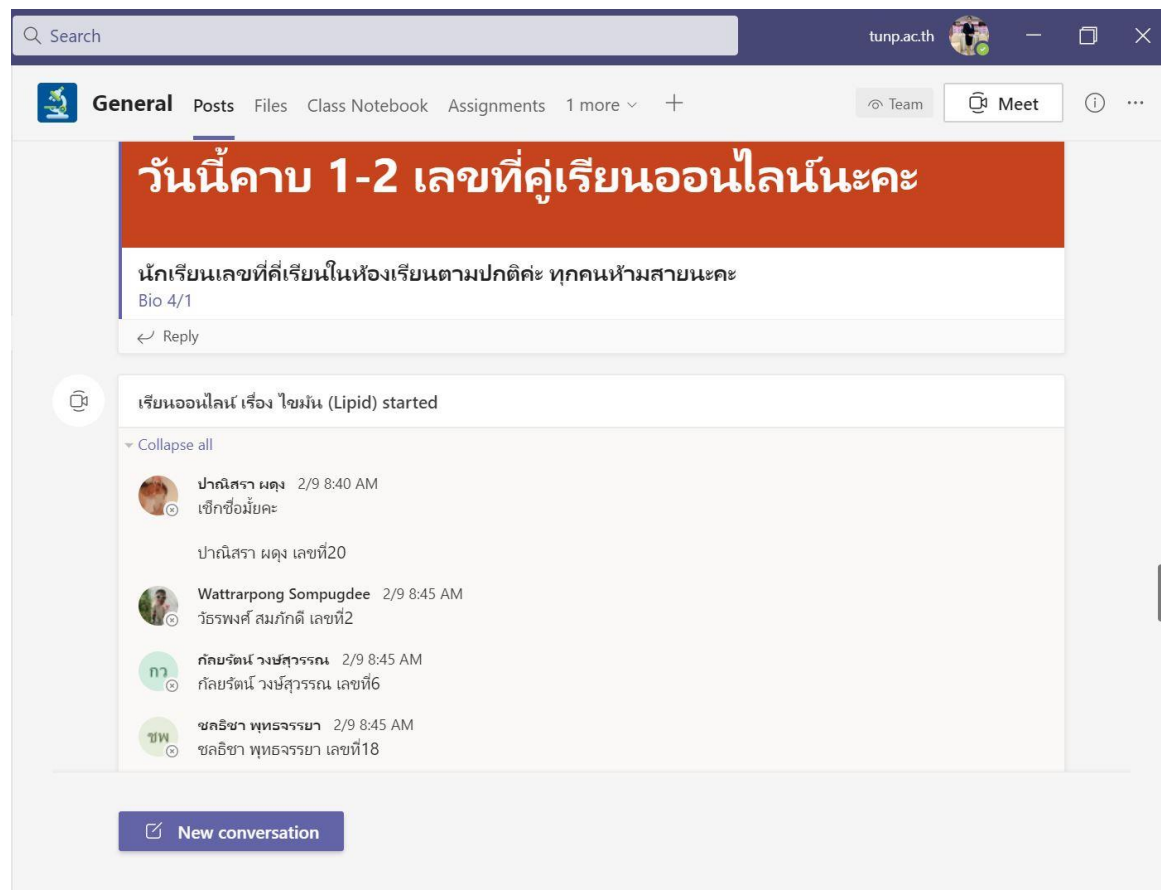 Search
tunp.ac.th
General Posts Files Class Notebook Assignments 1 more
Team
Meet
วันนี้คาบ 1-2 เลขที่คู่เรียนออนไลน์นะคะ
นักเรียนเลขที่คี่เรียนในห้องเรียนตามปกติค่ะ ทุกคนห้ามสายนะคะ
Bio 4/1
Reply
เรียนออนไลน์ เรื่อง ไขมัน (Lipid) started
Collapse all
ปาณิสรา ผดุง 2/9 8:40 AM
เช็กชื่อมั้ยคะ
ปาณิสรา ผดุง เลขที่20
Wattrarpong Sompugdee 2/9 8:45 AM
วัธรพงศ์ สมภักดี เลขที่2
กว
กัลยรัตน์ วงษ์สุวรรณ 2/9 8:45 AM
กัลยรัตน์ วงษ์สุวรรณ เลขที่6
ชพ
ชลธิชา พุทธจรรยา 2/9 8:45 AM
ชลธิชา พุทธจรรยา เลขที่18
New conversation